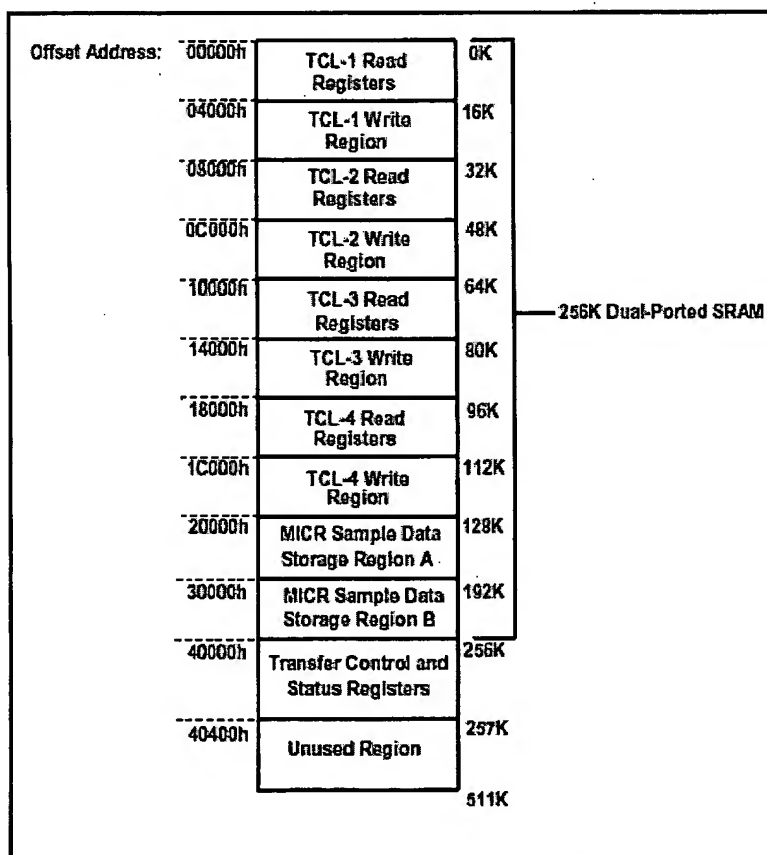 Offset Address: 00000h TCL-1 Read 0K
Registers
04000h TCL-1 Write 16K
Region
08000h TCL-2 Read 32K
Registers
0C000h TCL-2 Write 48K
Region
10000h TCL-3 Read 64K
Registers
256K Dual-Ported SRAM
14000h TCL-3 Write 80K
Region
18000h TCL-4 Read 96K
Registers
1C000h TCL-4 Write 112K
Region
20000h MICR Sample Data 128K
Storage Region A
30000h MICR Sample Data 192K
Storage Region B
40000h Transfer Control and 256K
Status Registers
40400h Unused Region 257K
511K